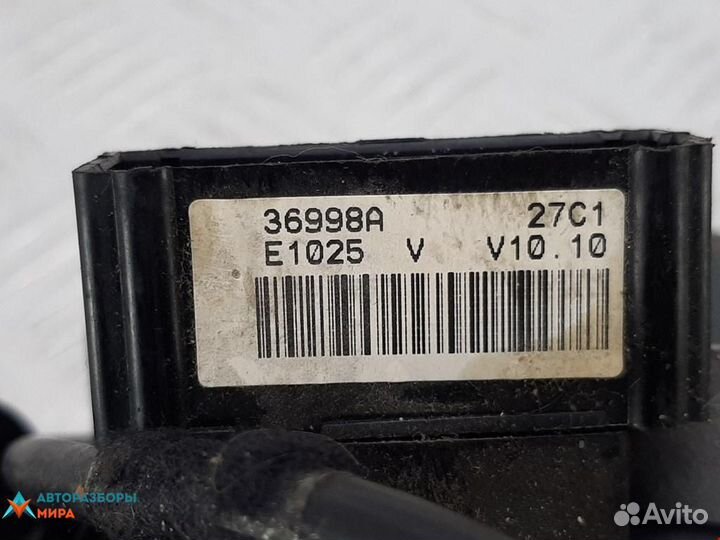 36998A 27C1
E1025 V V10.10
АВТОРАЗБОРЫ
МИРА
Avito